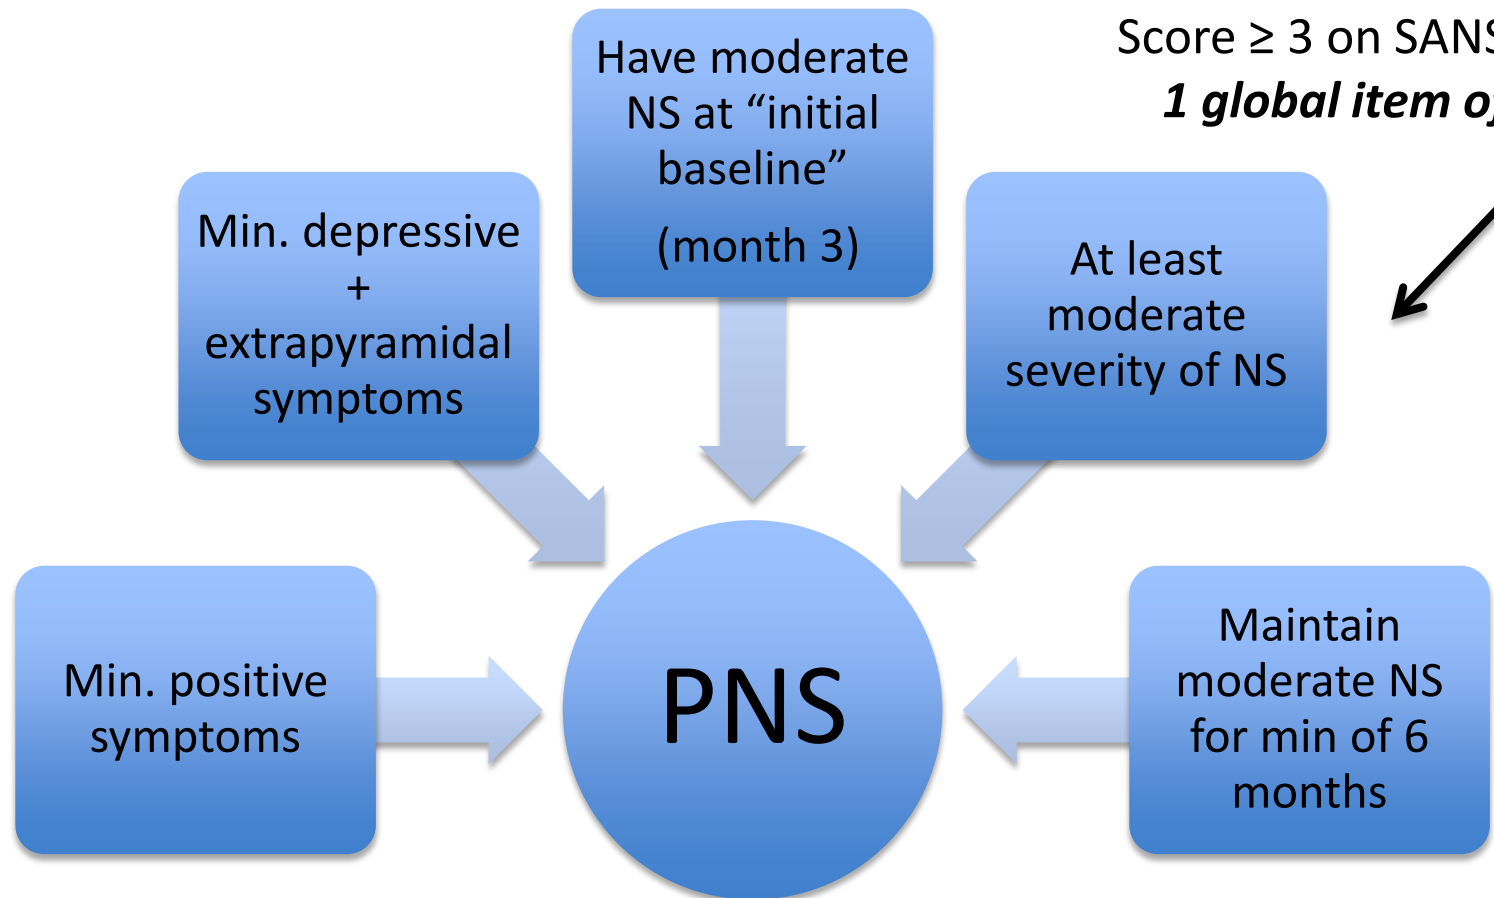 Score ≥ 3 on SANS
1 global item of
Have moderate
NS at “initial
baseline”
(month 3)
Min. depressive
+
extrapyramidal
symptoms
At least
moderate
severity of NS
Min. positive
symptoms
PNS
Maintain
moderate NS
for min of 6
months